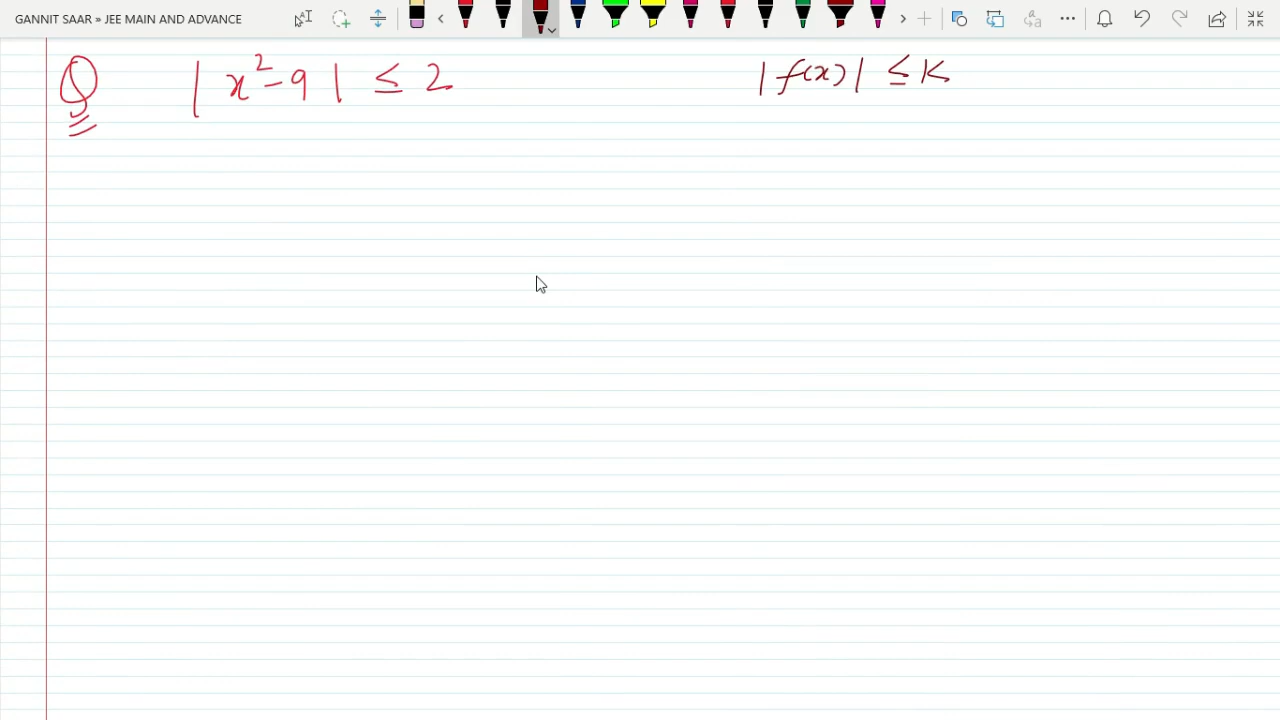 GANNIT SAAR » JEE MAIN AND ADVANCE
Q | x² - 9 | ≤ 2 | f(x) | ≤ K